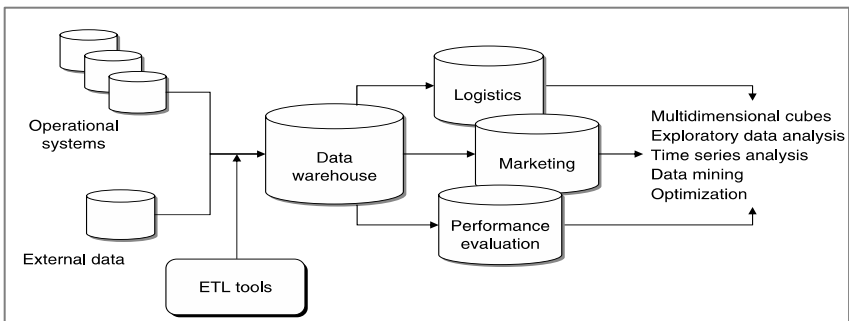 Operational
systems
External data
ETL tools
Data
warehouse
Logistics
Marketing
Performance
evaluation
Multidimensional cubes
Exploratory data analysis
Time series analysis
Data mining
Optimization